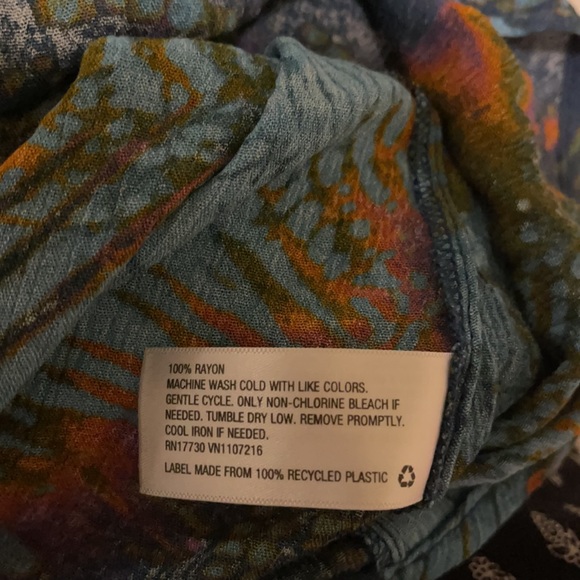 100% RAYON
MACHINE WASH COLD WITH LIKE COLORS.
GENTLE CYCLE. ONLY NON-CHLORINE BLEACH IF
NEEDED. TUMBLE DRY LOW. REMOVE PROMPTLY.
COOL IRON IF NEEDED.
RN17730 VN1107216
LABEL MADE FROM 100% RECYCLED PLASTIC